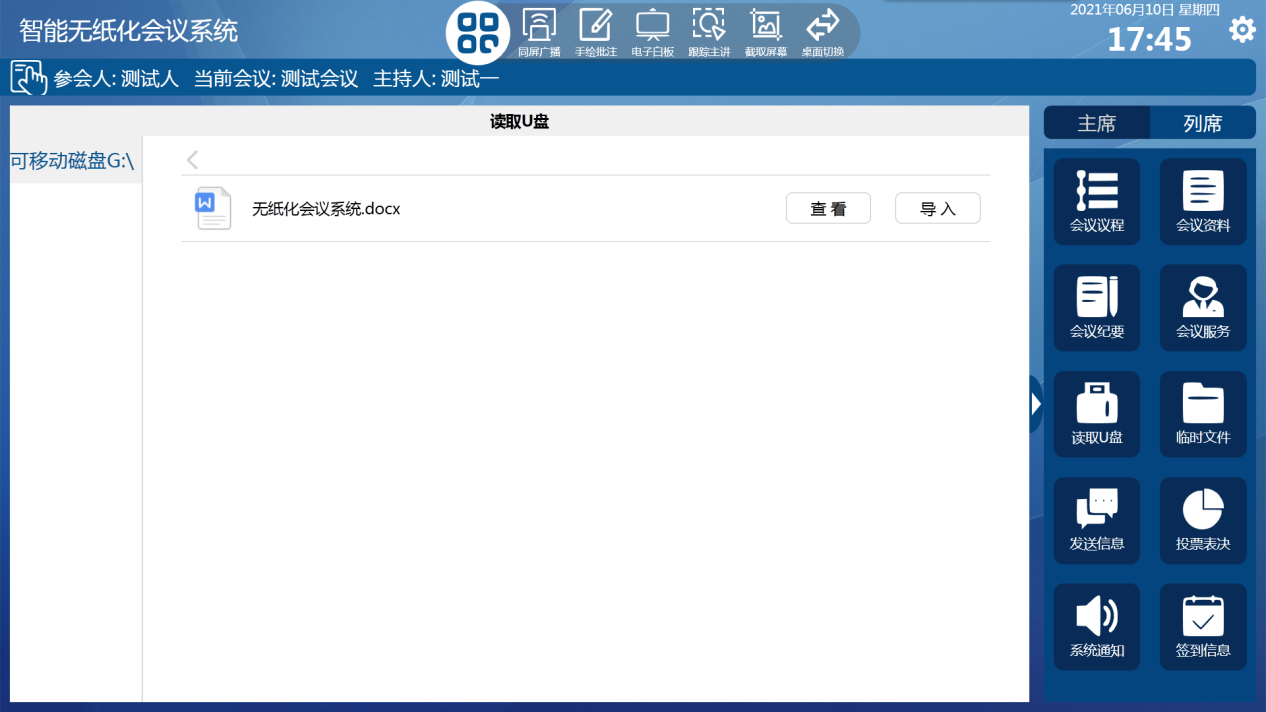 智能无纸化会议系统
同屏广播 手绘批注 电子白板 跟踪主讲 截取屏幕 桌面切换
2021年06月10日 星期四
17:45
参会人: 测试人 当前会议: 测试会议 主持人: 测试一
读取U盘
主席 列席
可移动磁盘G:\
无纸化会议系统.docx 查 看 导 入
会议议程 会议资料
会议纪要 会议服务
读取U盘 临时文件
发送信息 投票表决
系统通知 签到信息